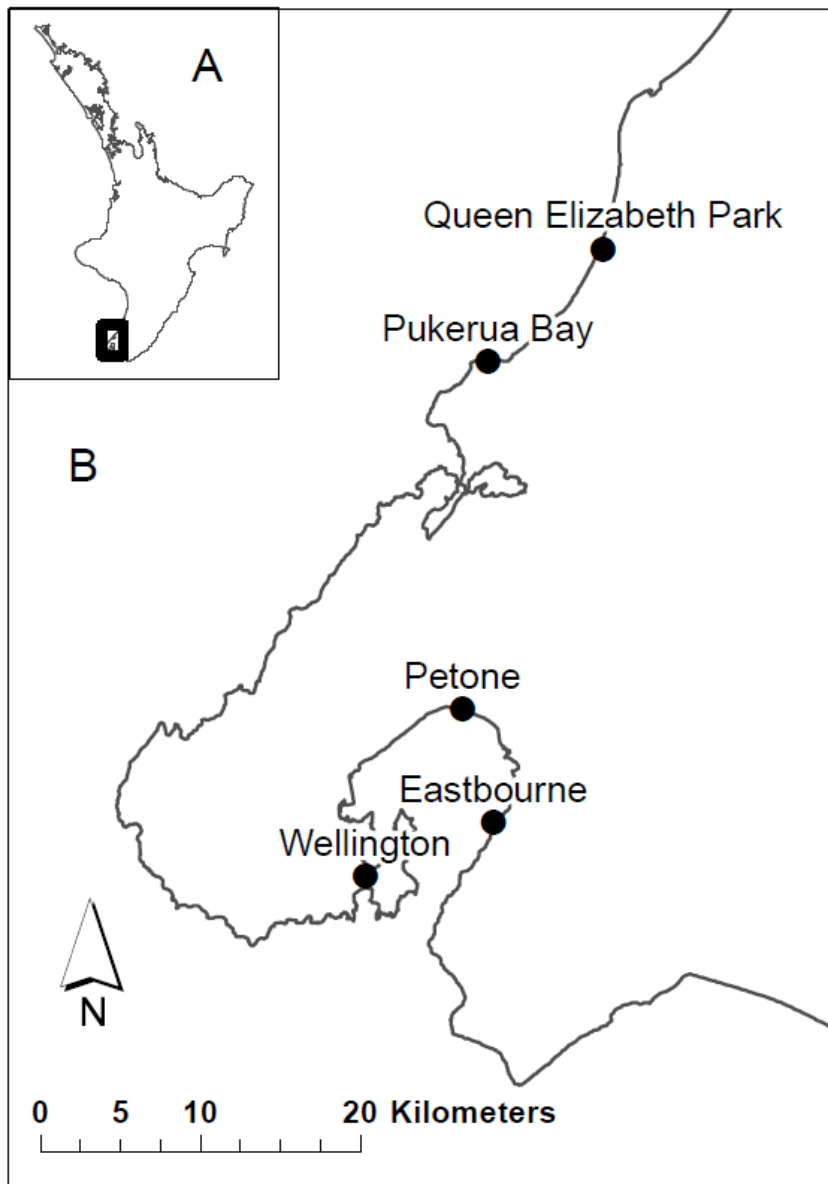 A
Queen Elizabeth Park
Pukerua Bay
B
Petone
Eastbourne
Wellington
N
0 5 10 20 Kilometers